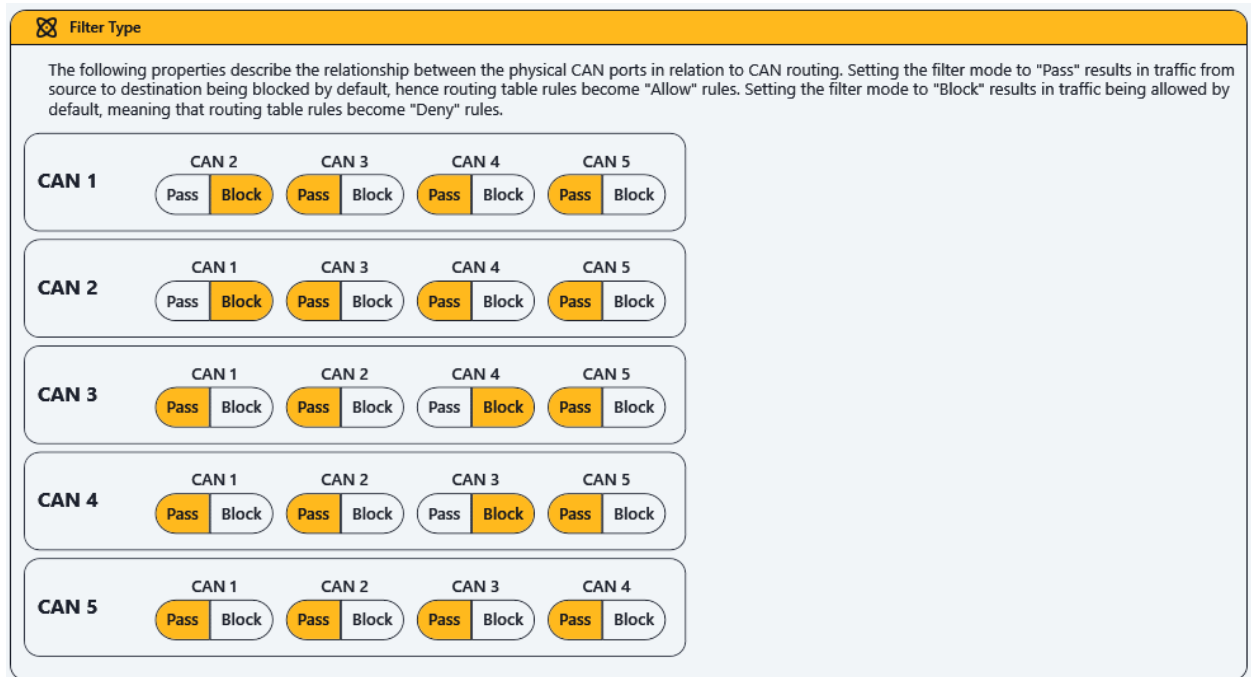 Filter Type
The following properties describe the relationship between the physical CAN ports in relation to CAN routing. Setting the filter mode to "Pass" results in traffic from
source to destination being blocked by default, hence routing table rules become "Allow" rules. Setting the filter mode to "Block" results in traffic being allowed by
default, meaning that routing table rules become "Deny" rules.
CAN 2 CAN 3 CAN 4 CAN 5
CAN 1
Pass Block Pass Block Pass Block Pass Block
CAN 1 CAN 3 CAN 4 CAN 5
CAN 2
Pass Block Pass Block Pass Block Pass Block
CAN 1 CAN 2 CAN 4 CAN 5
CAN 3
Pass Block Pass Block Pass Block Pass Block
CAN 1 CAN 2 CAN 3 CAN 5
CAN 4
Pass Block Pass Block Pass Block Pass Block
CAN 1 CAN 2 CAN 3 CAN 4
CAN 5
Pass Block Pass Block Pass Block Pass Block